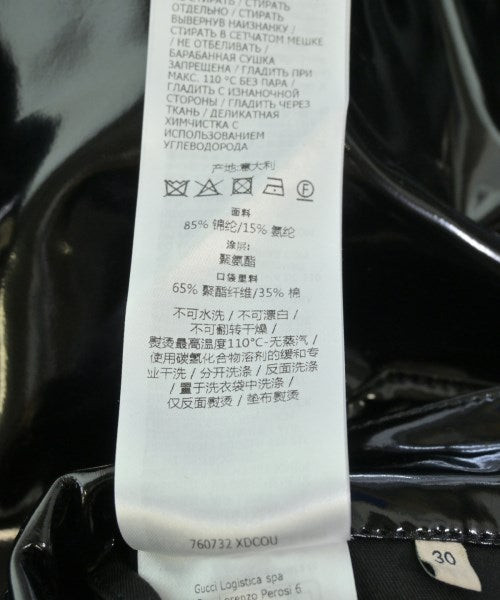 ОТДЕЛЬНО / СТИРАТЬ
ВЫВЕРНУВ НАИЗНАНКУ /
СТИРАТЬ В СЕТЧАТОМ МЕШКЕ
/ НЕ ОТБЕЛИВАТЬ /
БАРАБАННАЯ СУШКА
ЗАПРЕЩЕНА / ГЛАДИТЬ ПРИ
МАКС. 110 °C БЕЗ ПАРА /
ГЛАДИТЬ С ИЗНАНОЧНОЙ
СТОРОНЫ / ГЛАДИТЬ ЧЕРЕЗ
ТКАНЬ / ДЕЛИКАТНАЯ
ХИМЧИСТКА С
ИСПОЛЬЗОВАНИЕМ
УГЛЕВОДОРОДА
产地:意大利
F
面料
85% 锦纶/15% 氨纶
涂层:
聚氨酯
口袋里料
65% 聚酯纤维/35% 棉
不可水洗 / 不可漂白 /
不可翻转干燥 /
熨烫最高温度110°C-无蒸汽 /
使用碳氢化合物溶剂的缓和专
业干洗 / 分开洗涤 / 反面洗涤
/ 置于洗衣袋中洗涤 /
仅反面熨烫 / 垫布熨烫
760732 XDCOU
30
Gucci Logistica spa
Lorenzo Perosi 6